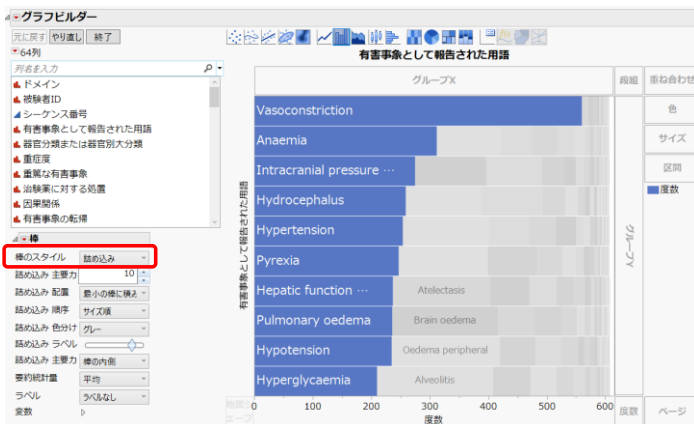 グラフビルダー
元に戻す やり直し 終了
64列
列名を入力
ドメイン
被験者ID
シーケンス番号
有害事象として報告された用語
器官分類または器官別大分類
重症度
重篤な有害事象
治験薬に対する処置
因果関係
有害事象の転帰
棒
棒のスタイル 詰め込み
詰め込み 主要カ 10
詰め込み 配置 最小の棒に積み
詰め込み 順序 サイズ順
詰め込み 色分け グレー
詰め込み ラベル
詰め込み 主要カ 棒の内側
要約統計量 平均
ラベル ラベルなし
変数
有害事象として報告された用語
グループX
段組
重ね合わせ
色
サイズ
区間
度数
有害事象として報告された用語
Vasoconstriction
Anaemia
Intracranial pressure …
Hydrocephalus
Hypertension
Pyrexia
Hepatic function … Atelectasis
Pulmonary oedema Brain oedema
Hypotension Oedema peripheral
Hyperglycaemia Alveolitis
グループY
地図シェープ
0 100 200 300 400 500 600
度数
度数
ページ